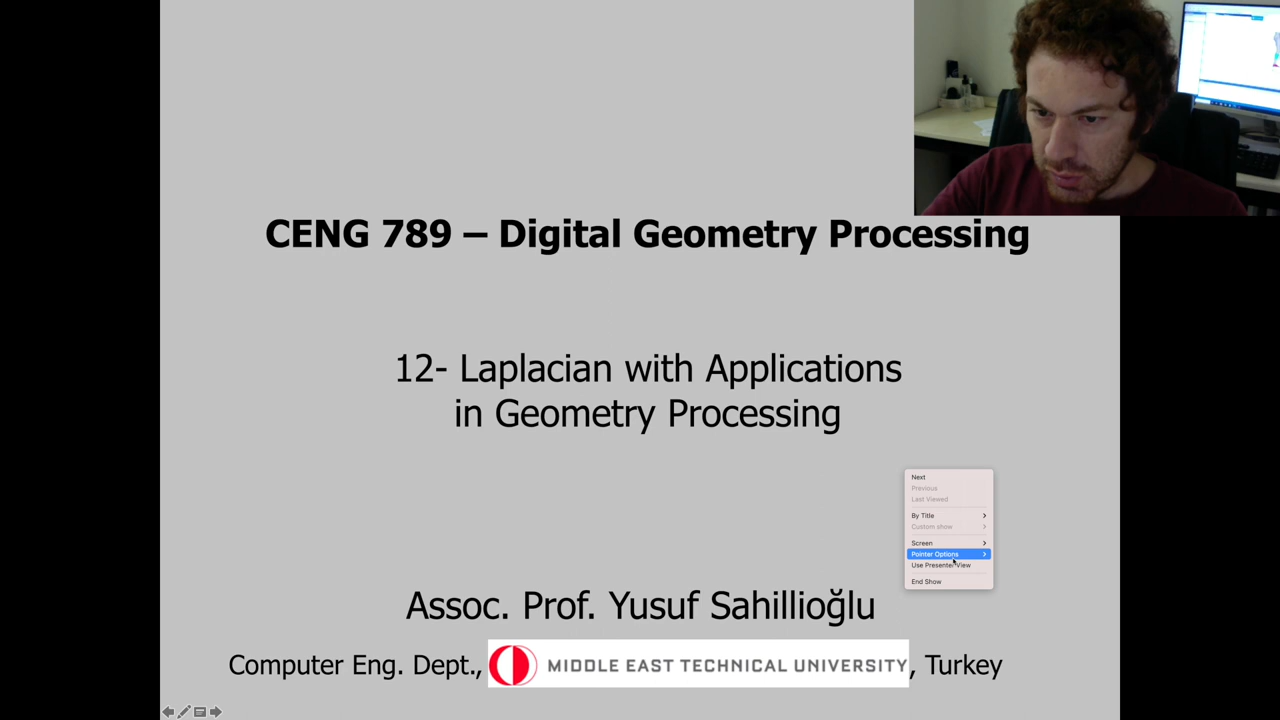 CENG 789 – Digital Geometry Processing
12- Laplacian with Applications
in Geometry Processing
Next
Previous
Last Viewed
By Title
Custom show
Screen
Pointer Options
Use Presenter View
End Show
Assoc. Prof. Yusuf Sahillioğlu
Computer Eng. Dept., MIDDLE EAST TECHNICAL UNIVERSITY, Turkey